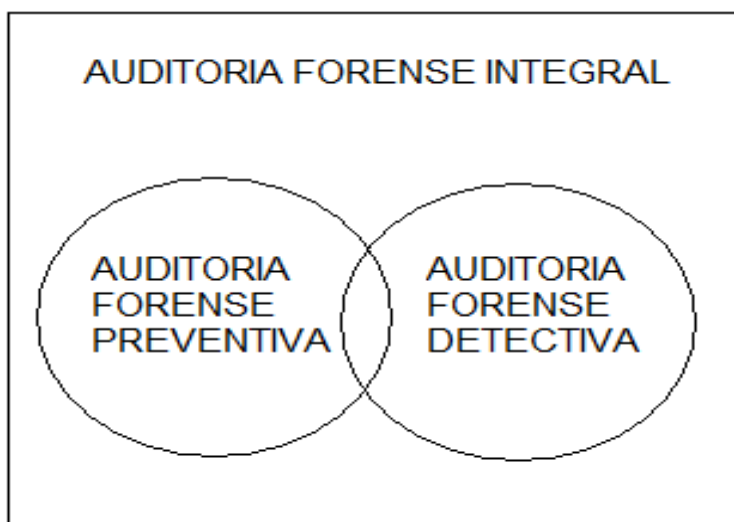 AUDITORIA FORENSE INTEGRAL
AUDITORIA
FORENSE
PREVENTIVA
AUDITORIA
FORENSE
DETECTIVA